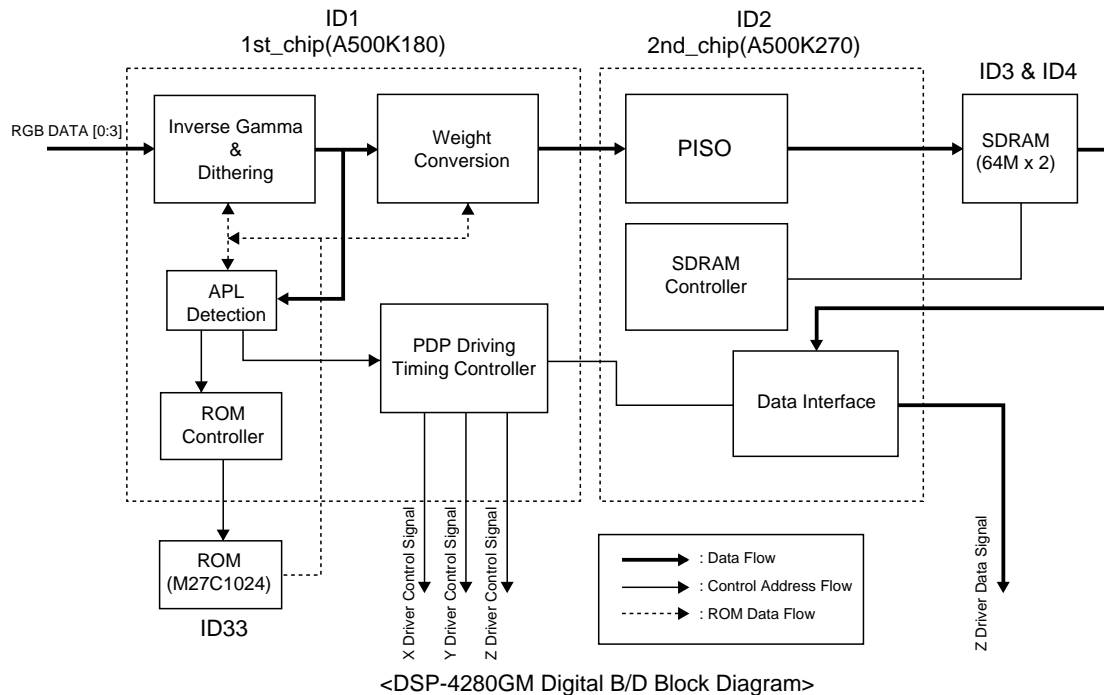 ID1
1st_chip(A500K180)
ID2
2nd_chip(A500K270)
ID3 & ID4
RGB DATA [0:3]
Inverse Gamma
&
Dithering
Weight
Conversion
PISO
SDRAM
(64M x 2)
SDRAM
Controller
APL
Detection
PDP Driving
Timing Controller
Data Interface
ROM
Controller
ROM
(M27C1024)
ID33
X Driver Control Signal
Y Driver Control Signal
Z Driver Control Signal
: Data Flow
: Control Address Flow
: ROM Data Flow
Z Driver Data Signal
<DSP-4280GM Digital B/D Block Diagram>